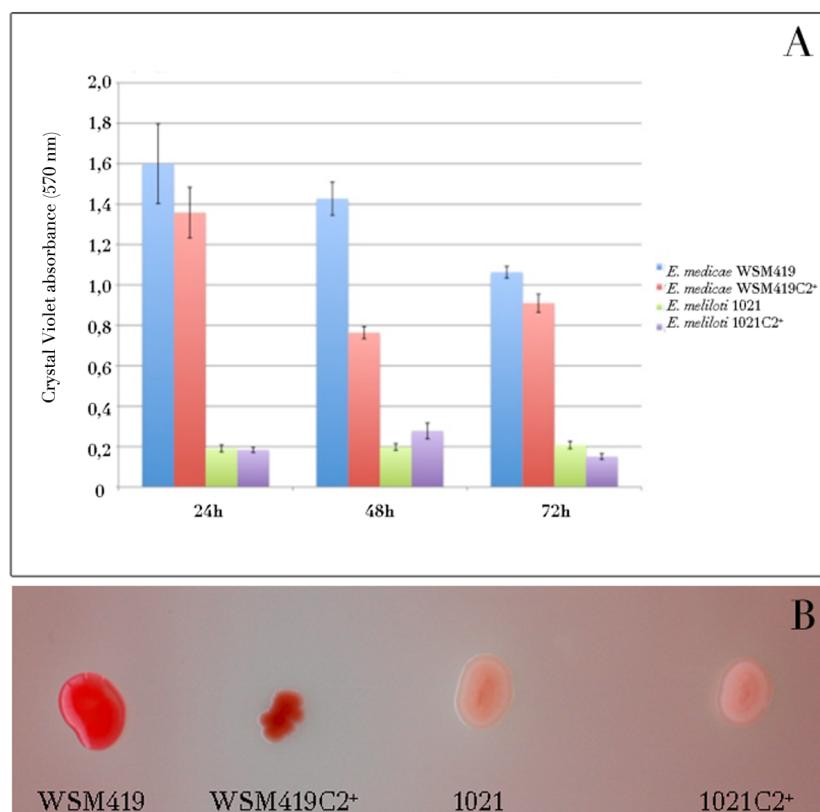 A
Crystal Violet absorbance (570 nm)
2,0
1,8
1,6
1,4
1,2
1,0
0,8
0,6
0,4
0,2
0
24h
48h
72h
E. medicae WSM419
E. medicae WSM419C2+
E. meliloti 1021
E. meliloti 1021C2+
B
WSM419
WSM419C2+
1021
1021C2+